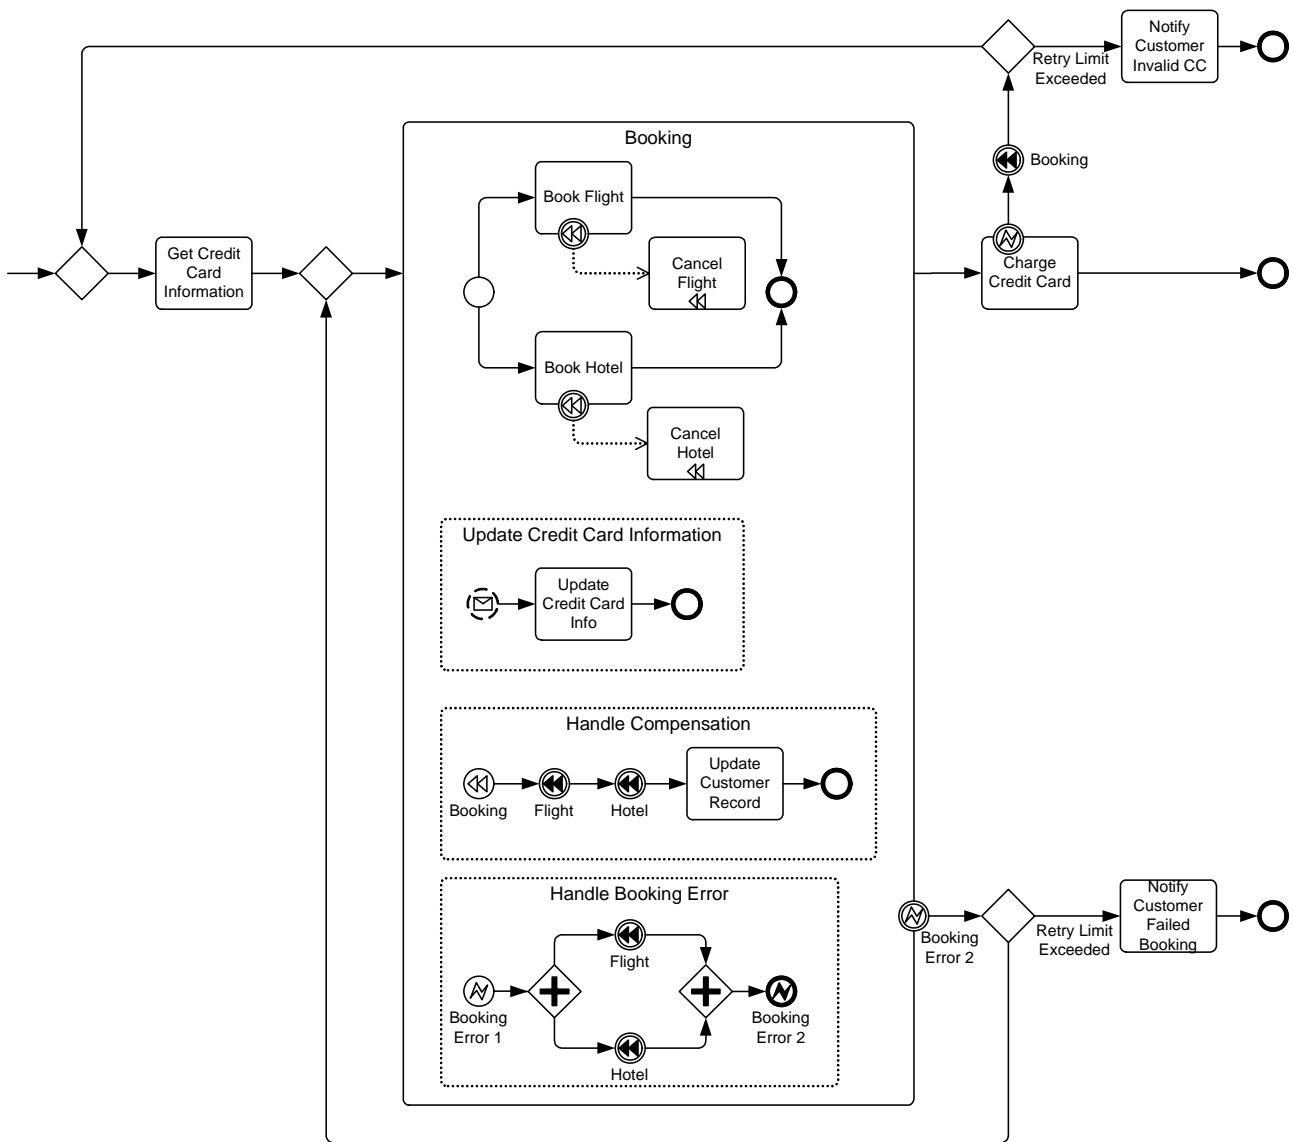 Notify
Customer
Invalid CC
Retry Limit
Exceeded
Booking
Booking
Book Flight
Get Credit
Card
Information
Cancel
Flight
Charge
Credit Card
Book Hotel
Cancel
Hotel
Update Credit Card Information
Update
Credit Card
Info
Handle Compensation
Update
Customer
Record
Booking
Flight
Hotel
Handle Booking Error
Notify
Customer
Failed
Booking
Retry Limit
Exceeded
Booking
Error 2
Flight
Booking
Error 1
Booking
Error 2
Hotel